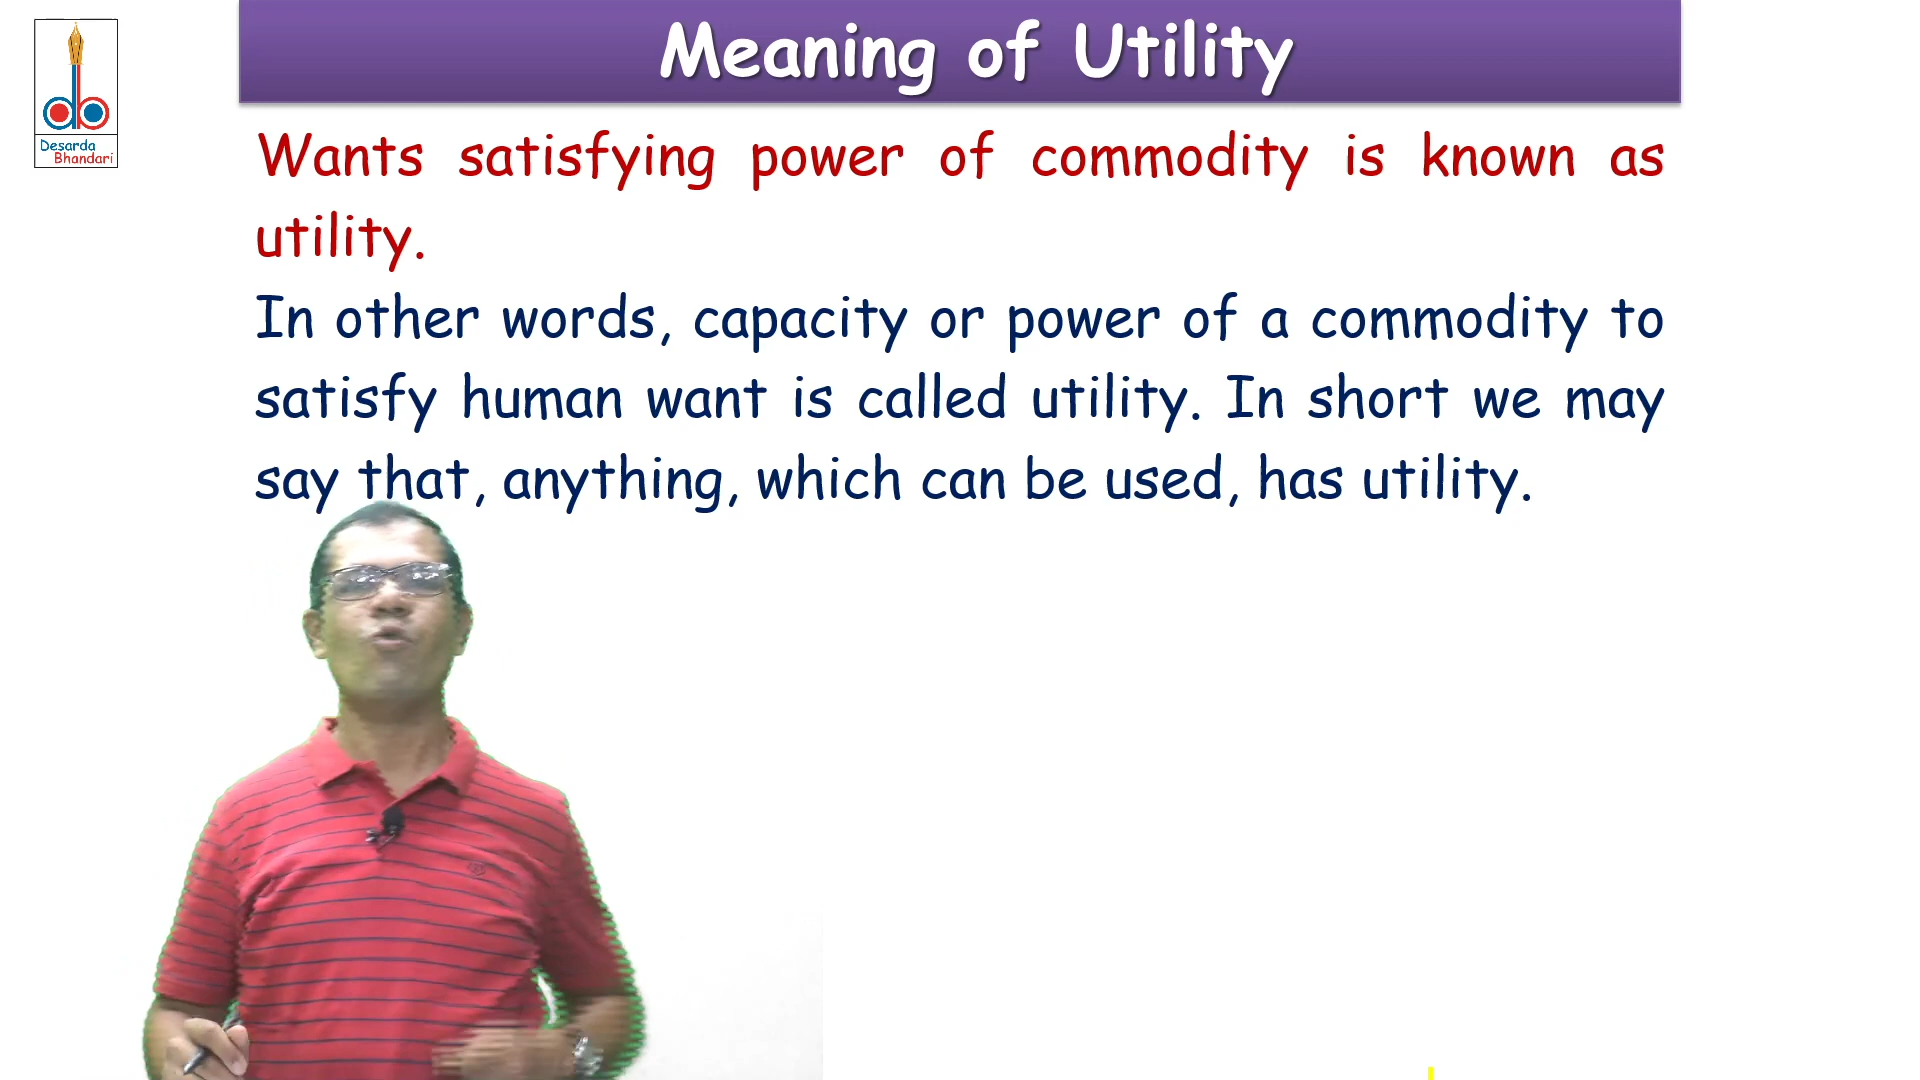 Meaning of Utility
Desarda
Bhandari
Wants satisfying power of commodity is known as
utility.
In other words, capacity or power of a commodity to
satisfy human want is called utility. In short we may
say that, anything, which can be used, has utility.